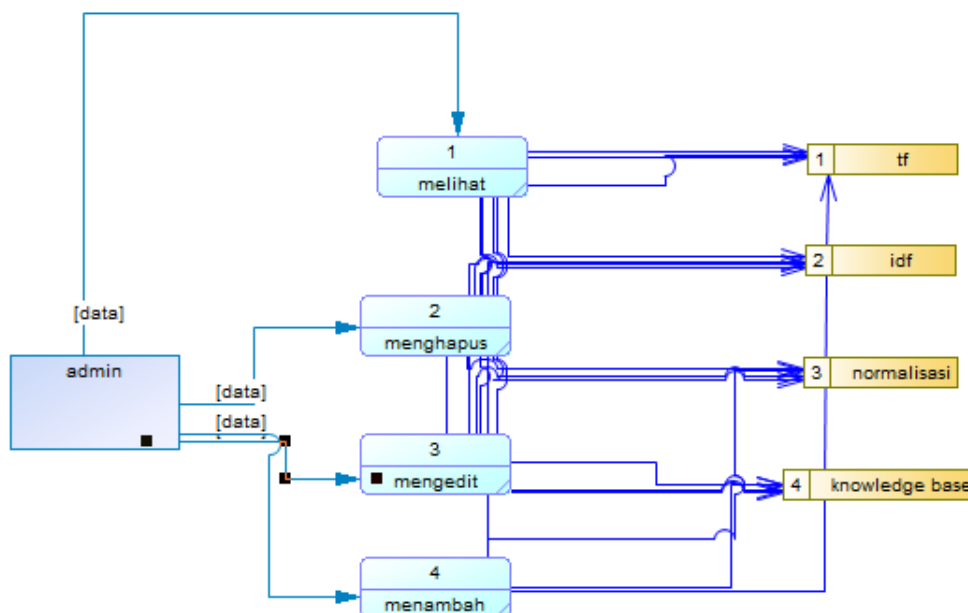 1
melihat
1 tf
2 idf
2
menghapus
[data]
admin
3 normalisasi
[data]
[data]
3
mengedit
4 knowledge base
4
menambah